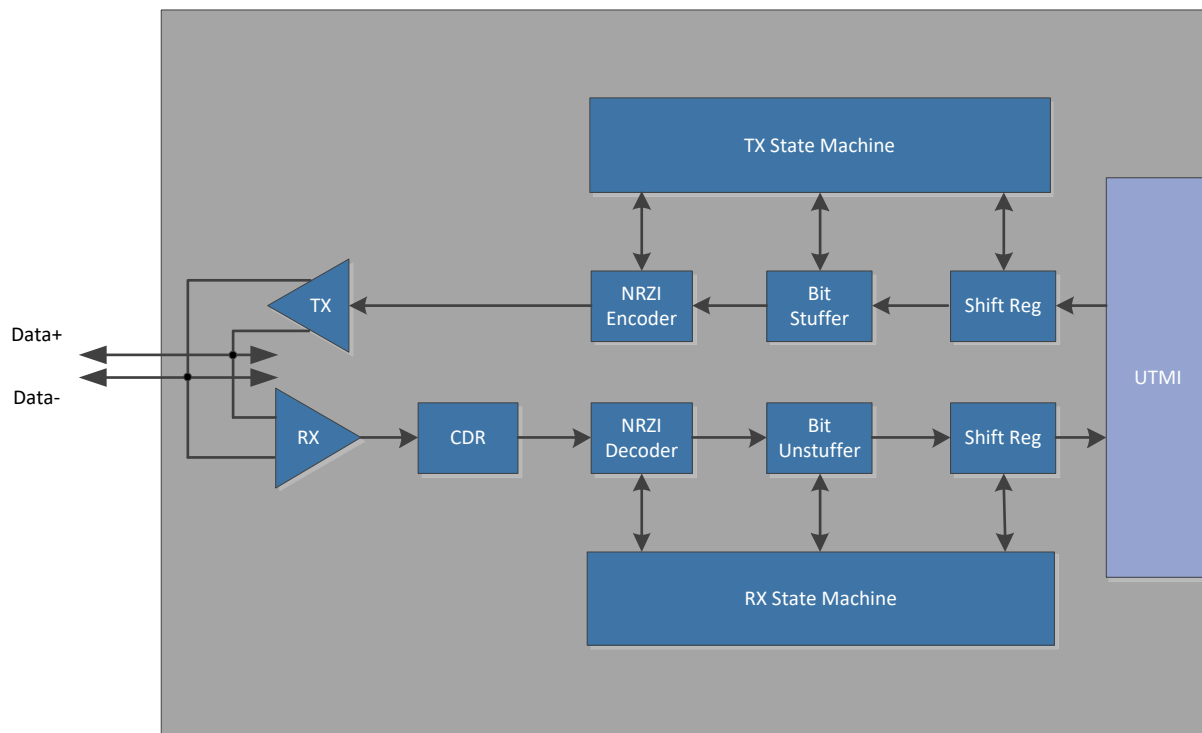 TX State Machine
TX
NRZI
Encoder
Bit
Stuffer
Shift Reg
Data+
Data-
UTMI
RX
CDR
NRZI
Decoder
Bit
Unstuffer
Shift Reg
RX State Machine